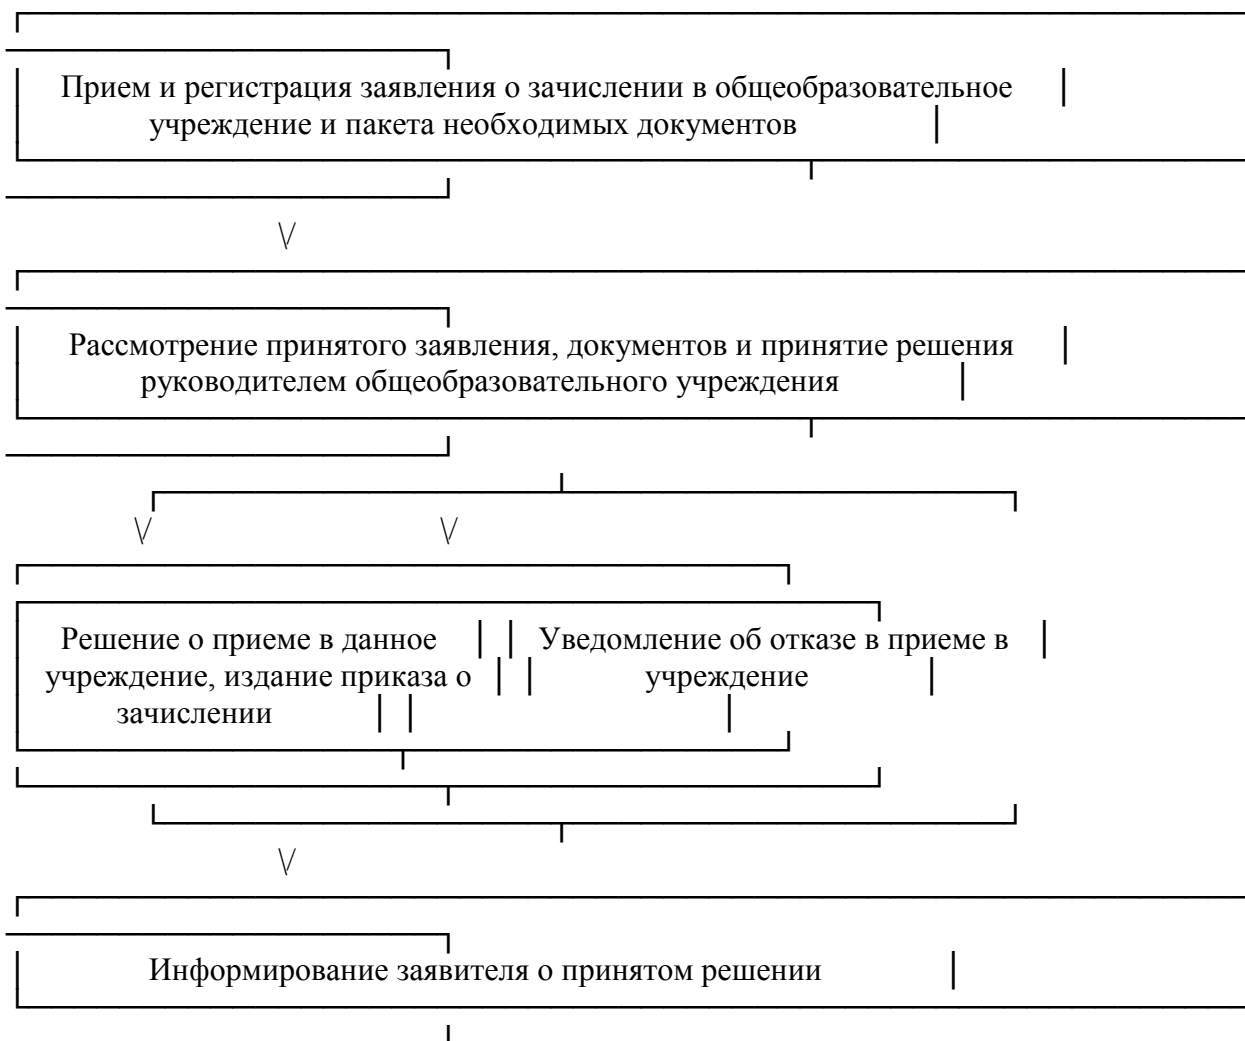 Прием и регистрация заявления о зачислении в общеобразовательное
учреждение и пакета необходимых документов
\/
Рассмотрение принятого заявления, документов и принятие решения
руководителем общеобразовательного учреждения
\/ \/
Решение о приеме в данное
учреждение, издание приказа о
зачислении
Уведомление об отказе в приеме в
учреждение
\/
Информирование заявителя о принятом решении